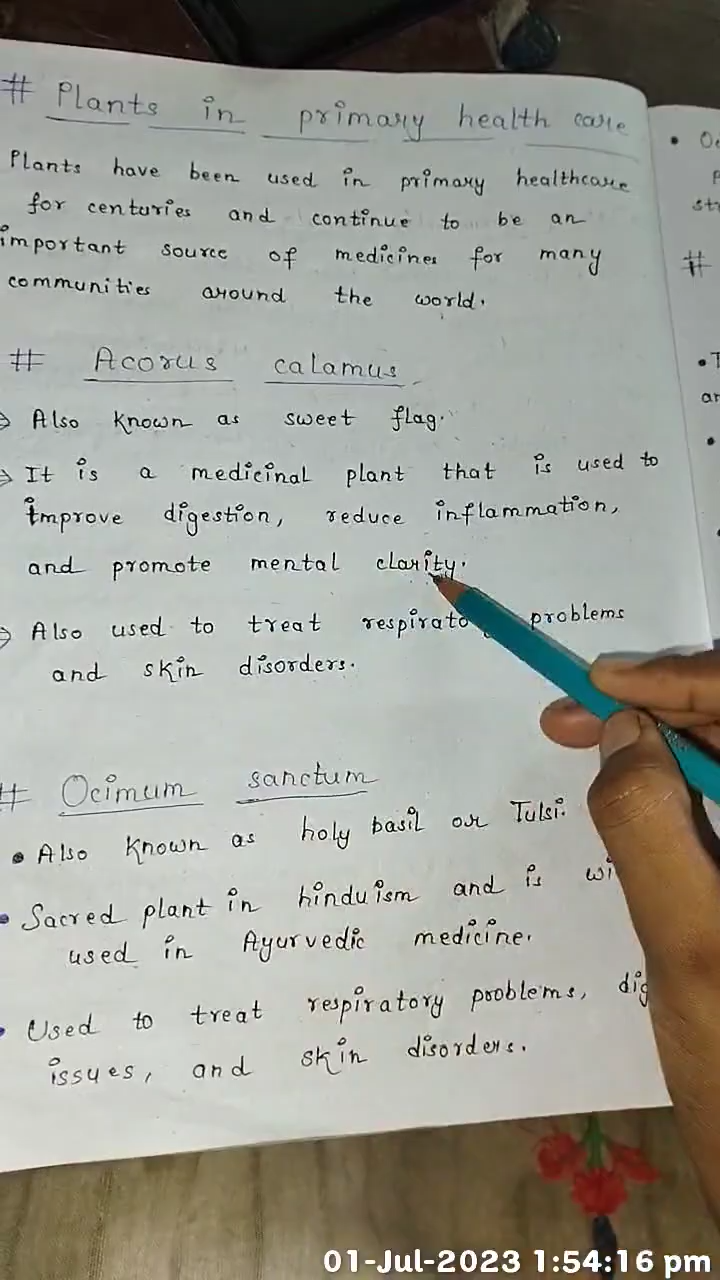 # Plants in primary health care
Plants have been used in primary healthcare
for centuries and continue to be an
important source of medicines for many
communities around the world.
# Acorus calamus
⇒ Also known as sweet flag.
⇒ It is a medicinal plant that is used to
improve digestion, reduce inflammation,
and promote mental clarity.
⇒ Also used to treat problems
and skin disorders.
# Ocimum sanctum
• Also known as holy basil or Tulsi.
• Sacred plant in hinduism and is
used in Ayurvedic medicine.
• Used to treat respiratory problems,
issues, and skin disorders.
#
01-Jul-2023 1:54:16 pm